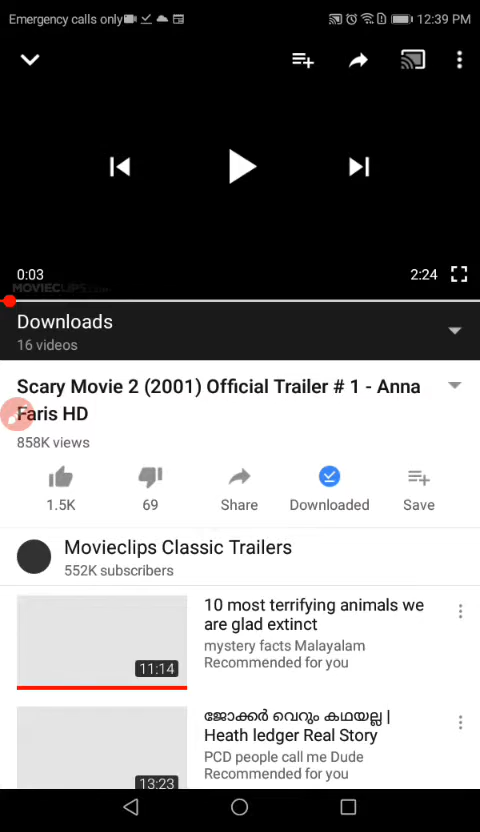 Emergency calls only 12:39 PM
0:03 2:24
MOVIECLIPS.COM
Downloads
16 videos
Scary Movie 2 (2001) Official Trailer # 1 - Anna
Faris HD
858K views
1.5K 69 Share Downloaded Save
Movieclips Classic Trailers
552K subscribers
10 most terrifying animals we
are glad extinct
mystery facts Malayalam
Recommended for you
11:14
ജോക്കർ വെറും കഥയല്ല |
Heath ledger Real Story
PCD people call me Dude
Recommended for you
13:23